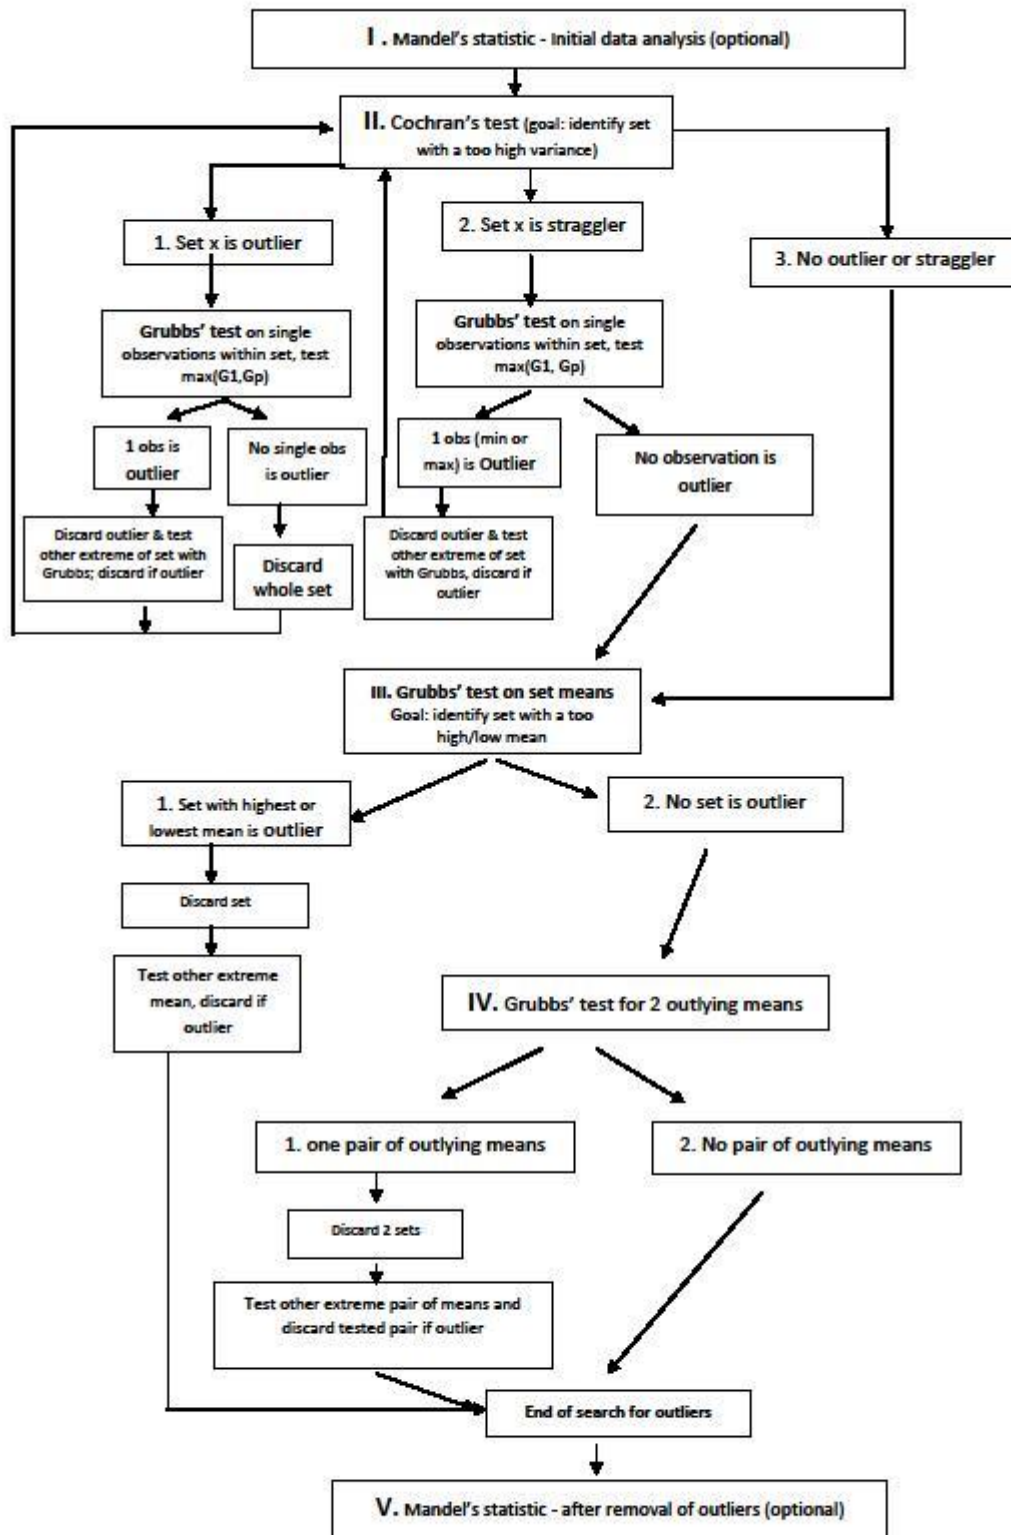 I. Mandel's statistic - Initial data analysis (optional)
II. Cochran's test (goal: identify set
with a too high variance)
1. Set x is outlier
2. Set x is straggler
3. No outlier or straggler
Grubbs' test on single
observations within set, test
max(G1,Gp)
Grubbs' test on single
observations within set, test
max(G1, Gp)
1 obs is
outlier
No single obs
is outlier
1 obs (min or
max) is Outlier
No observation is
outlier
Discard outlier & test
other extreme of set with
Grubbs; discard if outlier
Discard
whole set
Discard outlier & test
other extreme of set
with Grubbs, discard if
outlier
III. Grubbs' test on set means
Goal: identify set with a too
high/low mean
1. Set with highest or
lowest mean is outlier
2. No set is outlier
Discard set
Test other extreme
mean, discard if
outlier
IV. Grubbs' test for 2 outlying means
1. one pair of outlying means
2. No pair of outlying means
Discard 2 sets
Test other extreme pair of means and
discard tested pair if outlier
End of search for outliers
V. Mandel's statistic - after removal of outliers (optional)